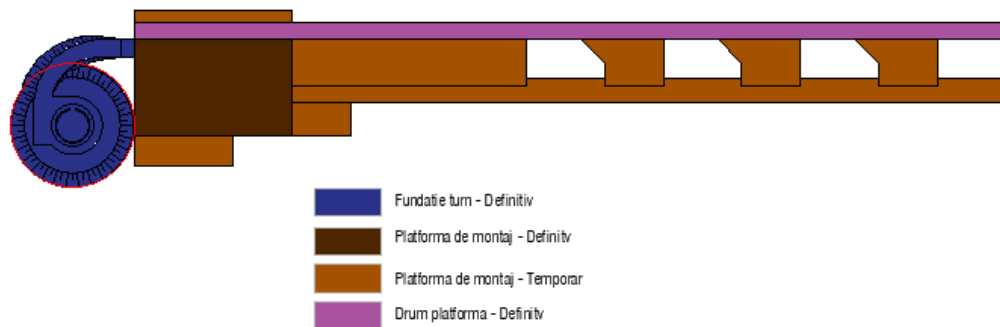 Fundatie turn - Definitiv
Platforma de montaj - Definitv
Platforma de montaj - Temporar
Drum platforma - Definitv